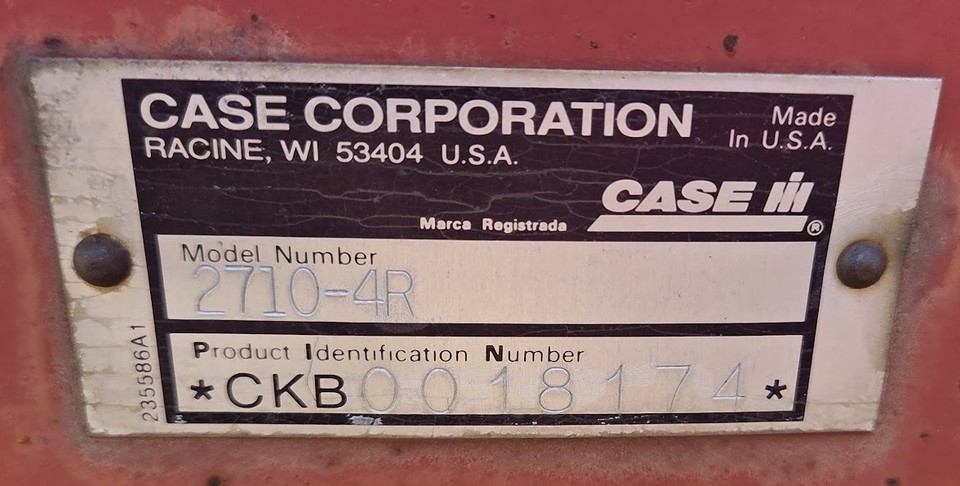 CASE CORPORATION
Made
In U.S.A.
RACINE, WI 53404 U.S.A.
CASE IH
Marca Registrada ®
Model Number
2710-4R
Product Identification Number
*CKB0018174*
235586A1